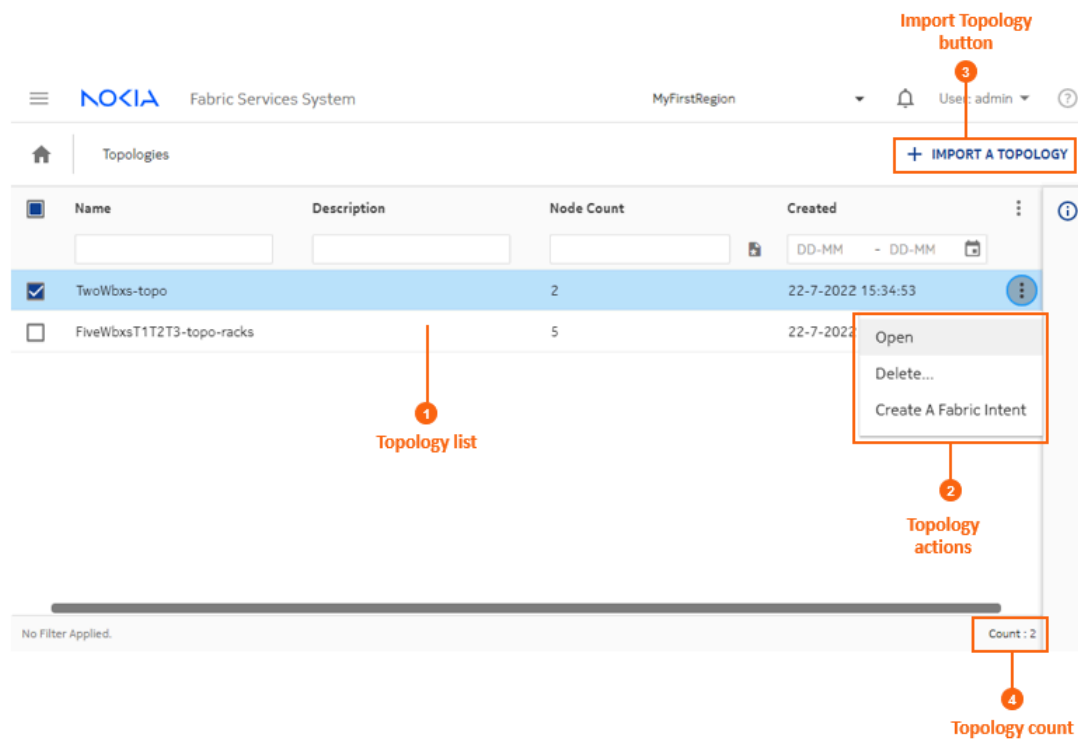 Import Topology
button
3
NOKIA Fabric Services System MyFirstRegion User: admin ?
Topologies + IMPORT A TOPOLOGY
Name Description Node Count Created
DD-MM - DD-MM
TwoWbxs-topo 2 22-7-2022 15:34:53
FiveWbxsT1T2T3-topo-racks 5 22-7-2022
Open
Delete...
Create A Fabric Intent
1
Topology list
2
Topology
actions
No Filter Applied. Count : 2
4
Topology count